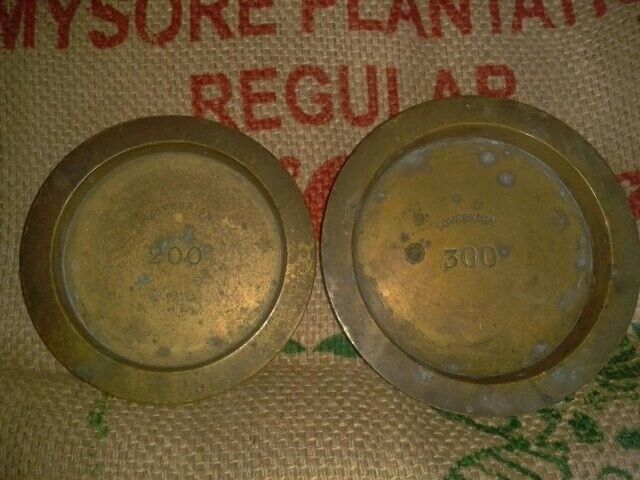 MYSORE PLANTATIO
REGULAR
SOVEREIGN
200
SOVEREIGN
300